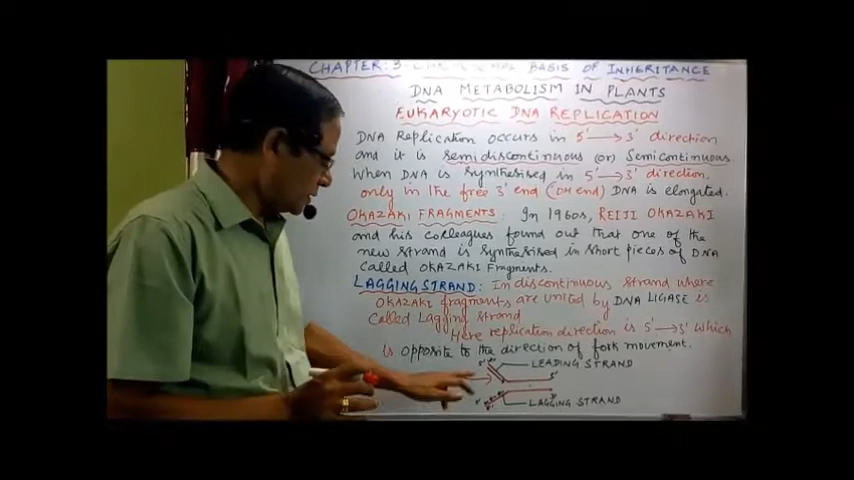 CHAPTER: 3 BASIS OF INHERITANCE
DNA METABOLISM IN PLANTS
EUKARYOTIC DNA REPLICATION
DNA Replication occurs in 5' → 3' direction
and it is semidiscontinuous (or) Semicontinuous
When DNA is synthesised in 5' → 3' direction.
only in the free 3' end (OH end) DNA is elongated.
OKAZAKI FRAGMENTS: In 1960s, REIJI OKAZAKI
and his colleagues found out that one of the
new strand is synthesized in short pieces of DNA
called OKAZAKI Fragments.
LAGGING STRAND: In discontinuous strand where
OKAZAKI fragments are united by DNA LIGASE is
Called Lagging strand
Here replication direction is 5' → 3' which
is opposite to the direction of fork movement.
LEADING STRAND
LAGGING STRAND